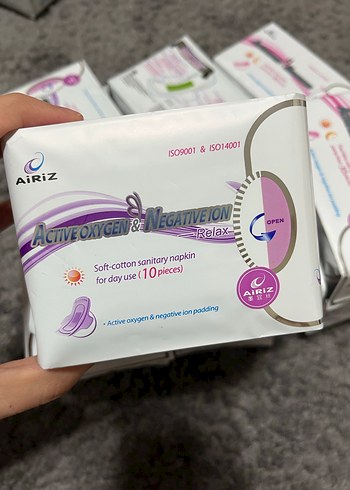 ISO9001 & ISO14001
AiRiZ
ACTIVE OXYGEN & NEGATIVE ION
Relax
OPEN
Soft-cotton sanitary napkin
for day use (10 pieces)
AiRiZ
• Active oxygen & negative ion padding